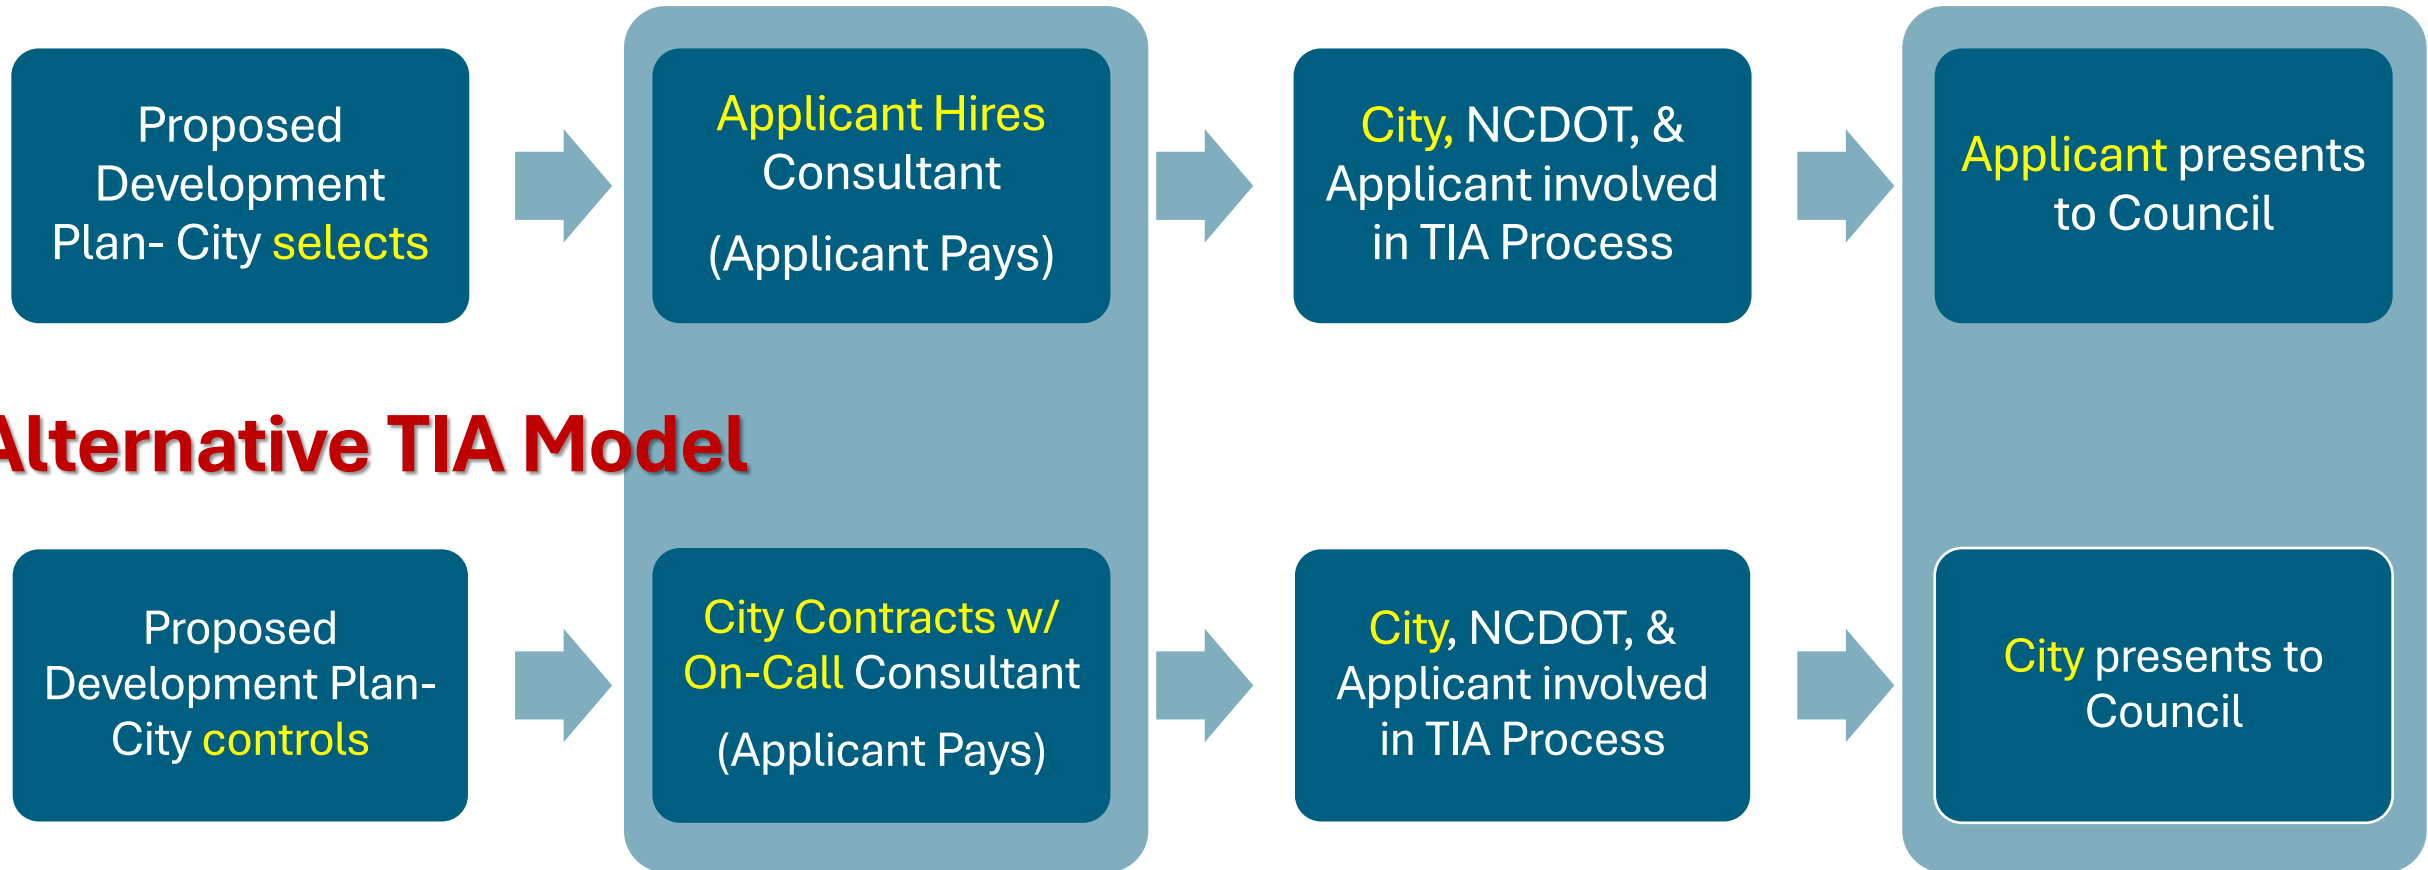 Proposed
Development
Plan- City selects
Applicant Hires
Consultant
(Applicant Pays)
City, NCDOT, &
Applicant involved
in TIA Process
Applicant presents
to Council
Alternative TIA Model
Proposed
Development Plan-
City controls
City Contracts w/
On-Call Consultant
(Applicant Pays)
City, NCDOT, &
Applicant involved
in TIA Process
City presents to
Council